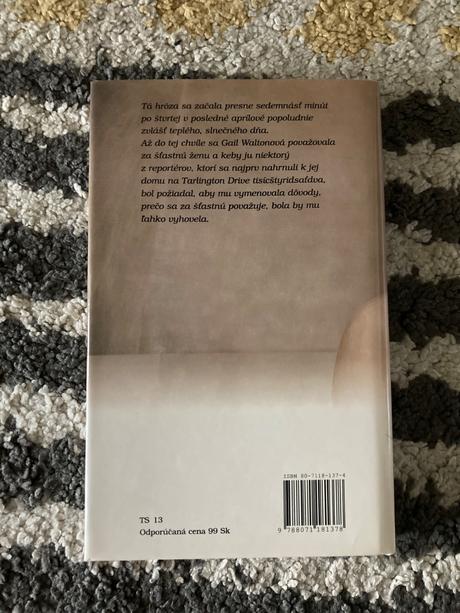 Tá hrôza sa začala presne sedemnásť minút
po štvrtej v posledné aprílové popoludnie
zvlášť teplého, slnečného dňa.
Až do tej chvíle sa Gail Waltonová považovala
za šťastnú ženu a keby ju niektorý
z reportérov, ktorí sa najprv nahrnuli k jej
domu na Tarlington Drive tisícštyridsaťdva,
bol požiadal, aby mu vymenovala dôvody,
prečo sa za šťastnú považuje, bola by mu
ľahko vyhovela.
ISBN 80-7118-137-4
9 788071 181378
TS 13
Odporúčaná cena 99 Sk